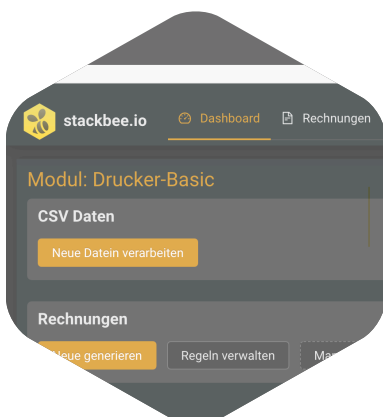 stackbee.io
Dashboard
Rechnungen
Modul: Drucker-Basic
CSV Daten
Neue Datein verarbeiten
Rechnungen
Neue generieren
Regeln verwalten